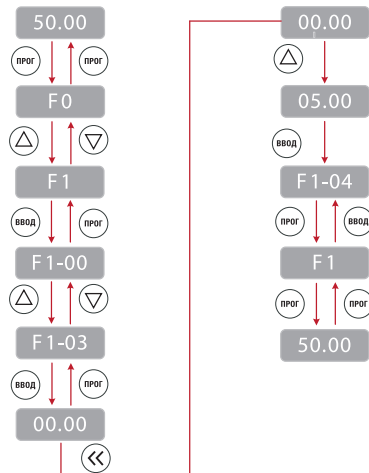 50.00
ПРОГ ПРОГ
F0
F1
ВВОД ПРОГ
F1-00
F1-03
ВВОД ПРОГ
00.00
00.00
05.00
ВВОД
F1-04
ПРОГ ВВОД
F1
ПРОГ ПРОГ
50.00